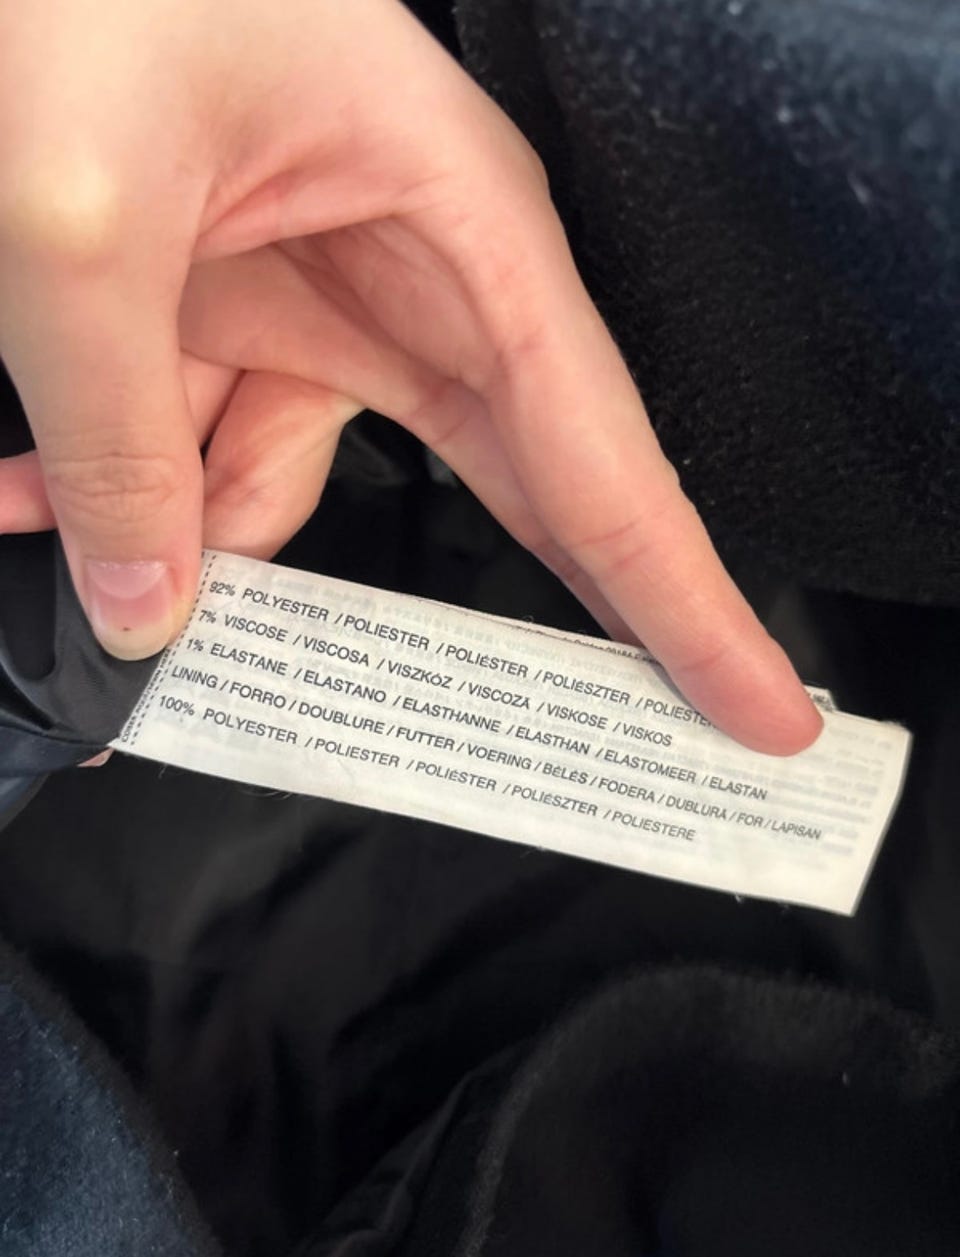 92% POLYESTER / POLIESTER / POLIÉSTER / POLIÉSZTER / POLIESTER
7% VISCOSE / VISCOSA / VISZKÓZ / VISCOZĂ / VISKOSE / VISKOS
1% ELASTANE / ELASTANO / ELASTHANNE / ELASTHAN / ELASTOMEER / ELASTAN
LINING / FORRO / DOUBLURE / FUTTER / VOERING / BÉLÉS / FODERA / DUBLURA / FOR / LAPISAN
100% POLYESTER / POLIESTER / POLIÉSTER / POLIÉSZTER / POLIESTERE